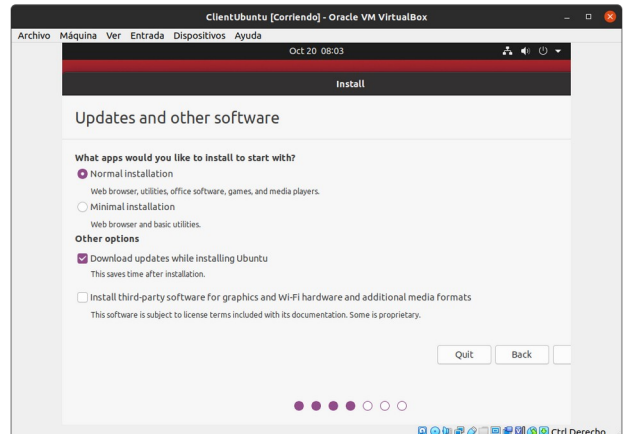 ClientUbuntu [Corriendo] - Oracle VM VirtualBox
Archivo Máquina Ver Entrada Dispositivos Ayuda
Oct 20 08:03
Install
Updates and other software
What apps would you like to install to start with?
Normal installation
Web browser, utilities, office software, games, and media players.
Minimal installation
Web browser and basic utilities.
Other options
Download updates while installing Ubuntu
This saves time after installation.
Install third-party software for graphics and Wi-Fi hardware and additional media formats
This software is subject to license terms included with its documentation. Some is proprietary.
Quit Back
Ctrl Derecho